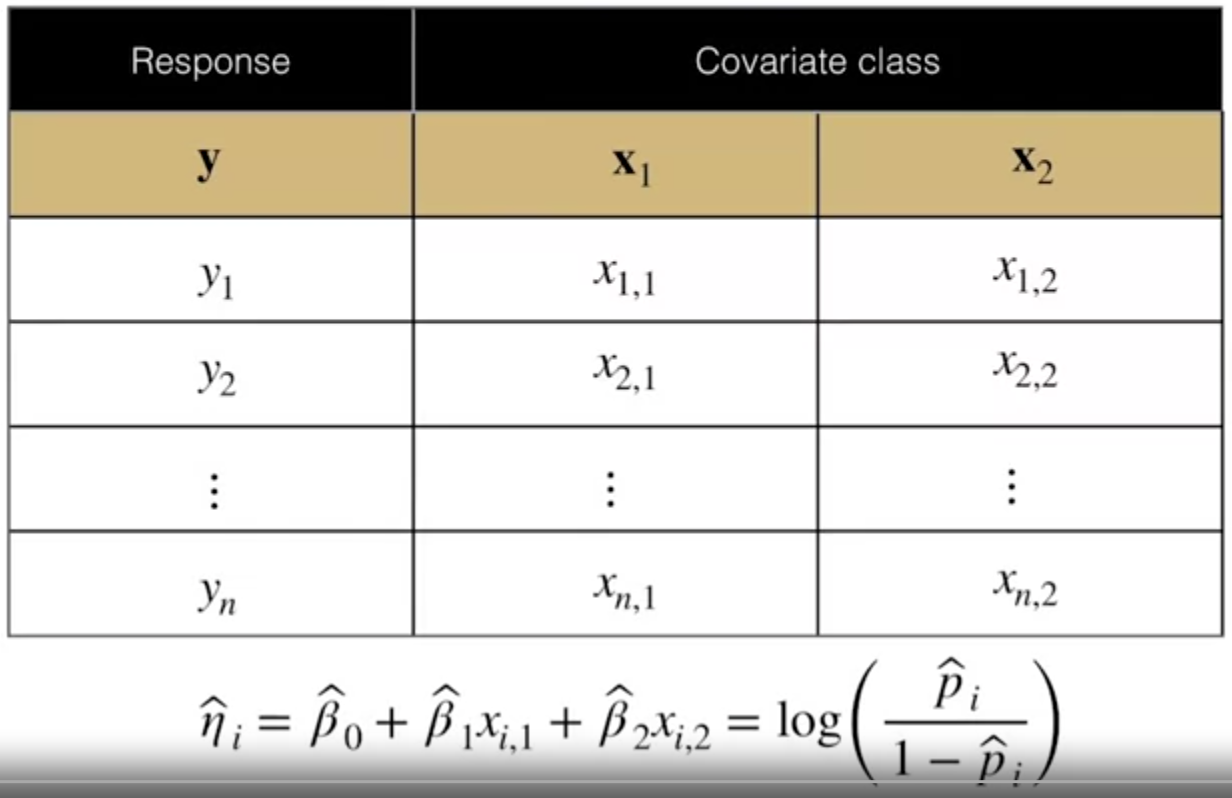 Response Covariate class
y x₁ x₂
y₁ x₁,₁ x₁,₂
y₂ x₂,₁ x₂,₂
⋮ ⋮ ⋮
yₙ xₙ,₁ xₙ,₂
η̂ᵢ = β̂₀ + β̂₁xᵢ,₁ + β̂₂xᵢ,₂ = log(p̂ᵢ / 1 − p̂ᵢ)